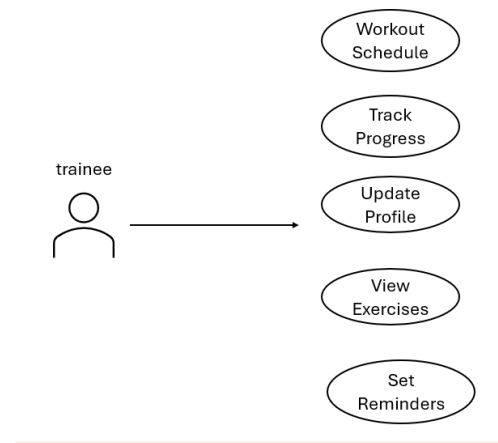 Workout
Schedule
Track
Progress
trainee
Update
Profile
View
Exercises
Set
Reminders